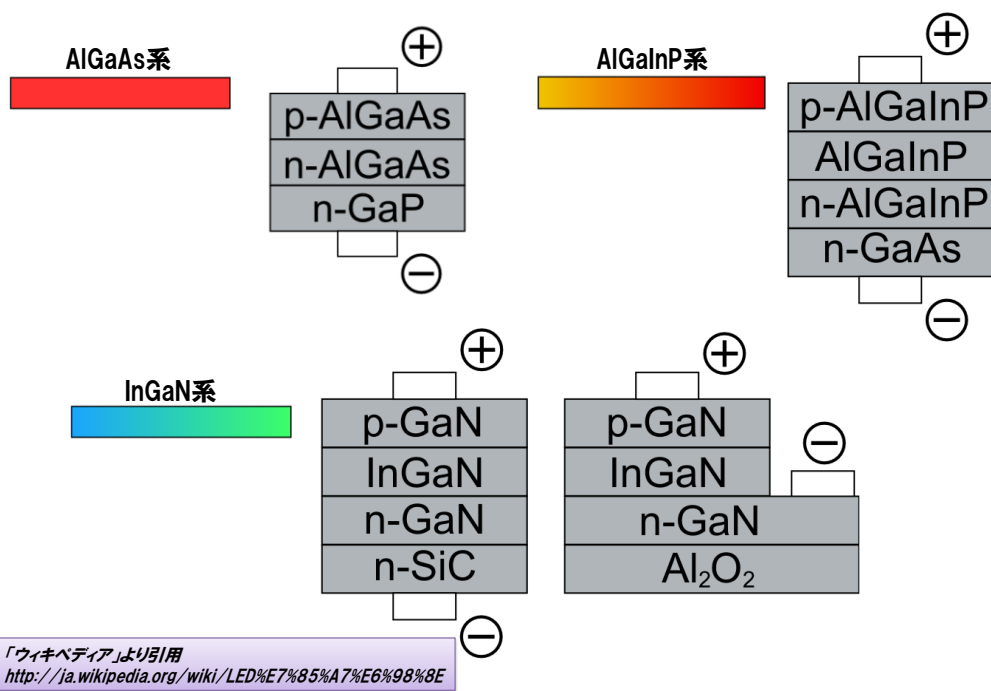 AlGaAs系
⊕
p-AlGaAs
n-AlGaAs
n-GaP
⊖
AlGaInP系
⊕
p-AlGaInP
AlGaInP
n-AlGaInP
n-GaAs
⊖
InGaN系
⊕
p-GaN
InGaN
n-GaN
n-SiC
⊖
⊕
p-GaN
InGaN
⊖
n-GaN
Al₂O₂
「ウィキペディア」より引用
http://ja.wikipedia.org/wiki/LED%E7%85%A7%E6%98%8E